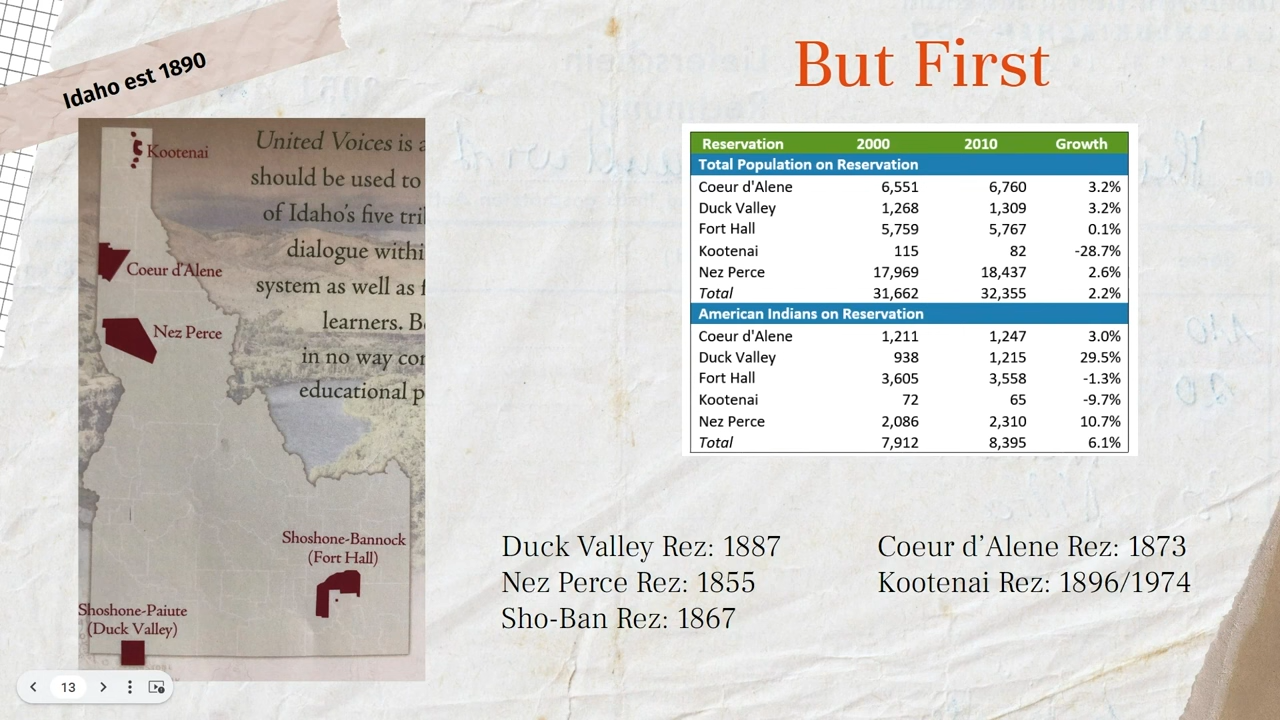 Idaho est 1890
But First
Kootenai
Coeur d'Alene
Nez Perce
Shoshone-Bannock
(Fort Hall)
Shoshone-Paiute
(Duck Valley)
United Voices is a
should be used to
of Idaho's five tri
dialogue withi
system as well as f
learners. B
in no way con
educational p
Reservation 2000 2010 Growth
Total Population on Reservation
Coeur d'Alene 6,551 6,760 3.2%
Duck Valley 1,268 1,309 3.2%
Fort Hall 5,759 5,767 0.1%
Kootenai 115 82 -28.7%
Nez Perce 17,969 18,437 2.6%
Total 31,662 32,355 2.2%
American Indians on Reservation
Coeur d'Alene 1,211 1,247 3.0%
Duck Valley 938 1,215 29.5%
Fort Hall 3,605 3,558 -1.3%
Kootenai 72 65 -9.7%
Nez Perce 2,086 2,310 10.7%
Total 7,912 8,395 6.1%
Duck Valley Rez: 1887
Nez Perce Rez: 1855
Sho-Ban Rez: 1867
Coeur d’Alene Rez: 1873
Kootenai Rez: 1896/1974
13